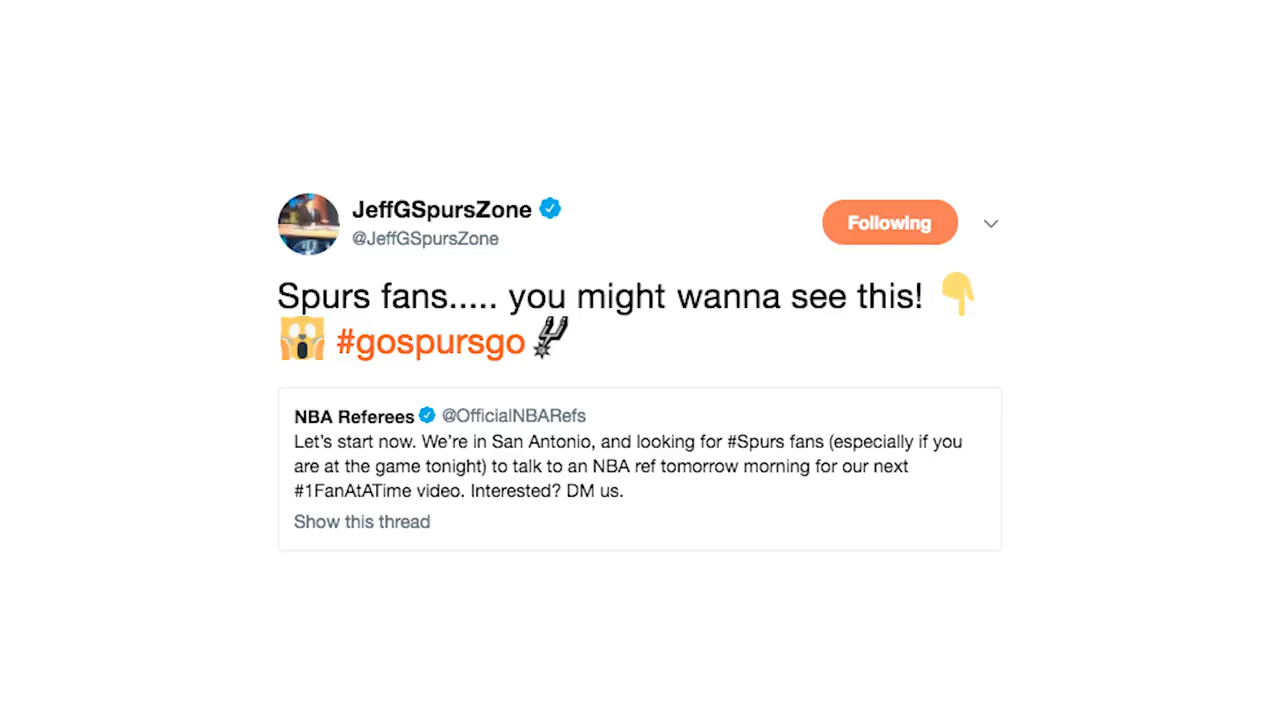 JeffGSpursZone
@JeffGSpursZone
Following
Spurs fans..... you might wanna see this! 👇
😱 #gospursgo
NBA Referees @OfficialNBARefs
Let's start now. We're in San Antonio, and looking for #Spurs fans (especially if you
are at the game tonight) to talk to an NBA ref tomorrow morning for our next
#1FanAtATime video. Interested? DM us.
Show this thread